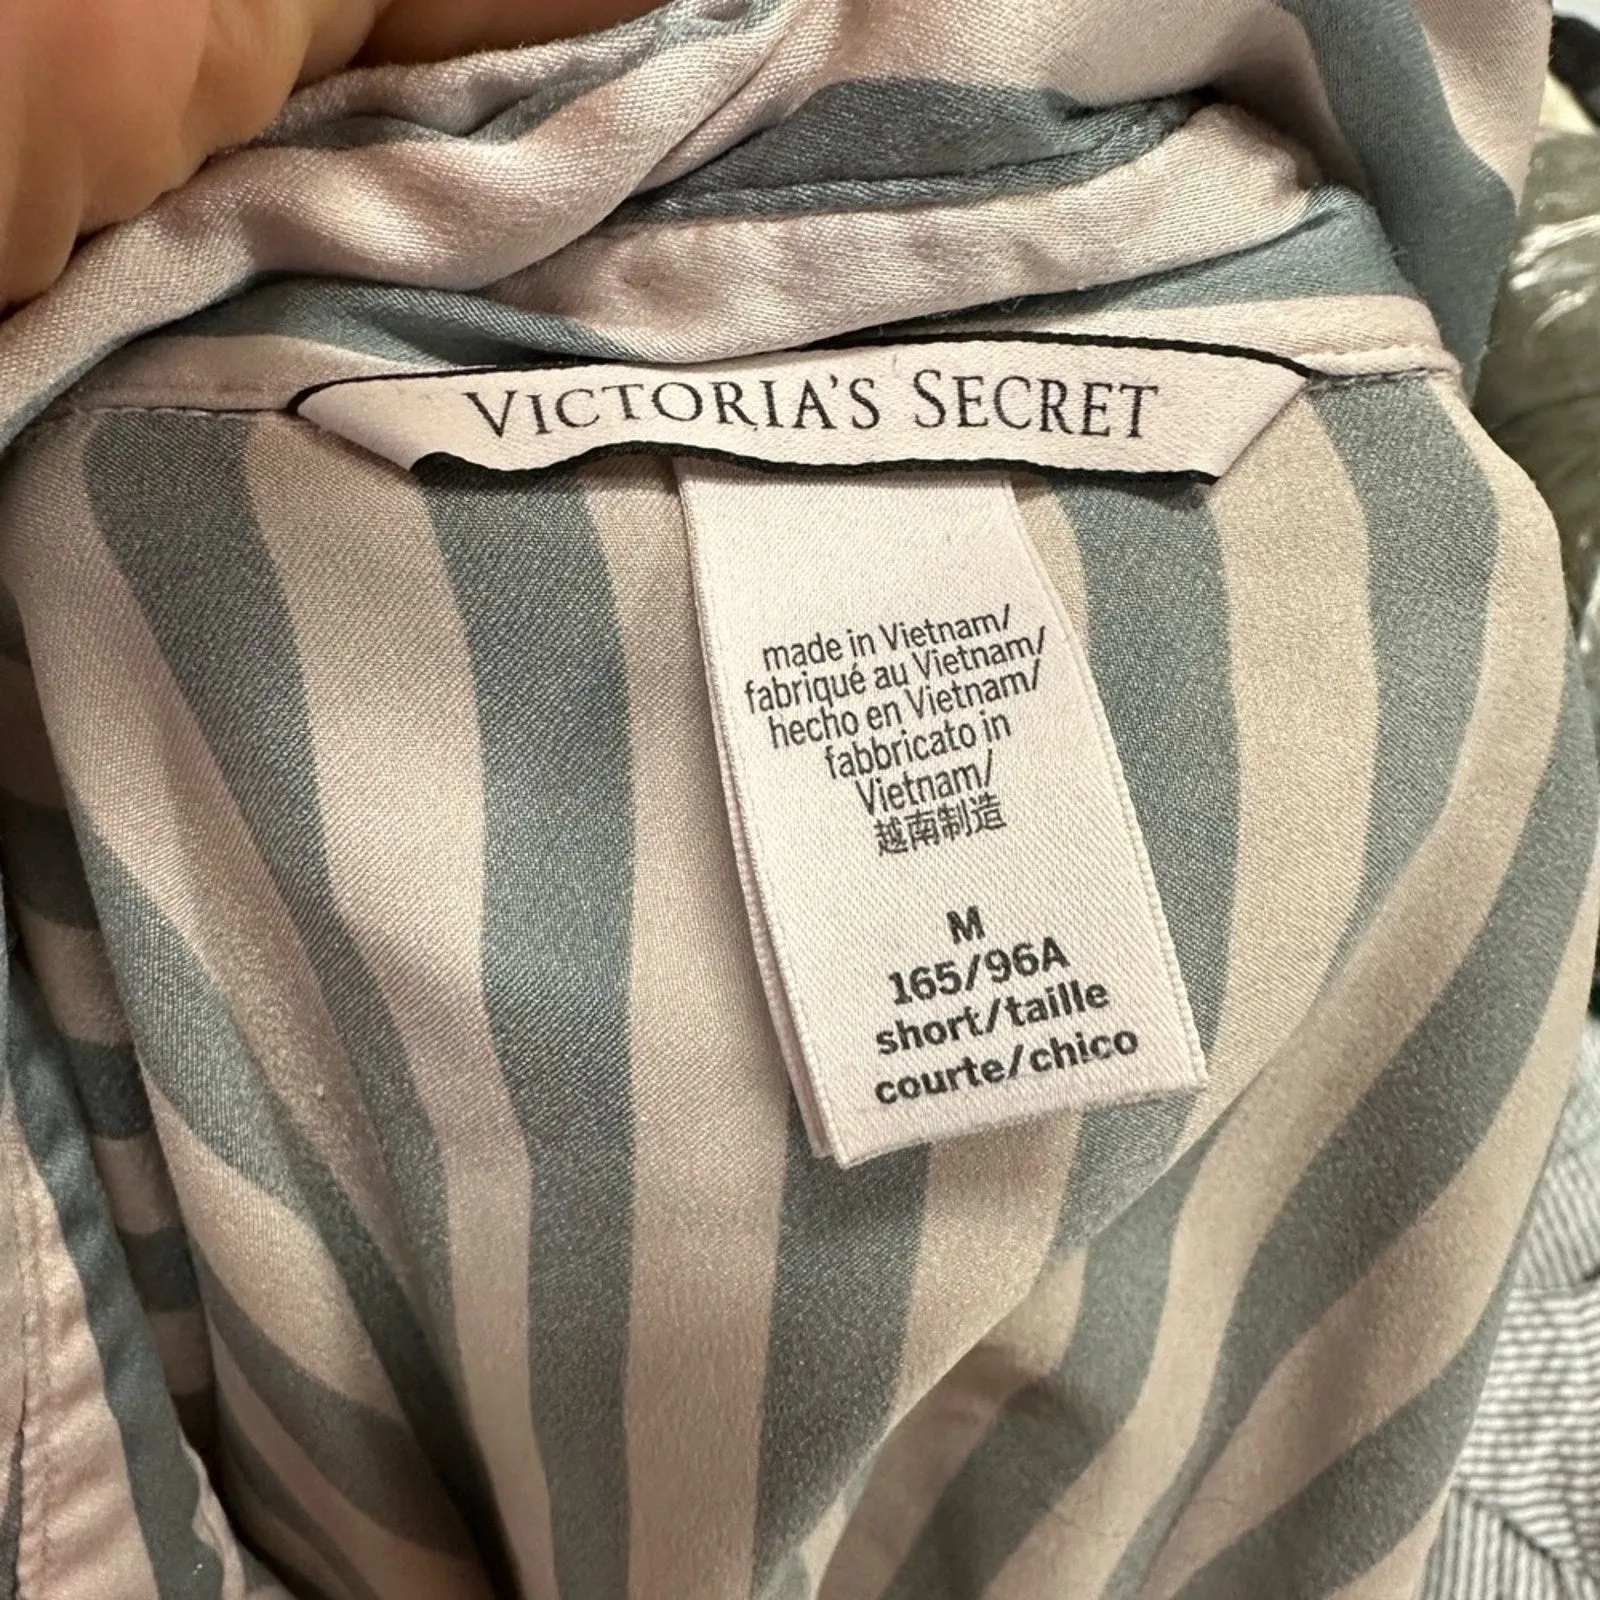 VICTORIA'S SECRET
made in Vietnam/
fabriqué au Vietnam/
hecho en Vietnam/
fabbricato in
Vietnam/
越南制造
M
165/96A
short/taille
courte/chico